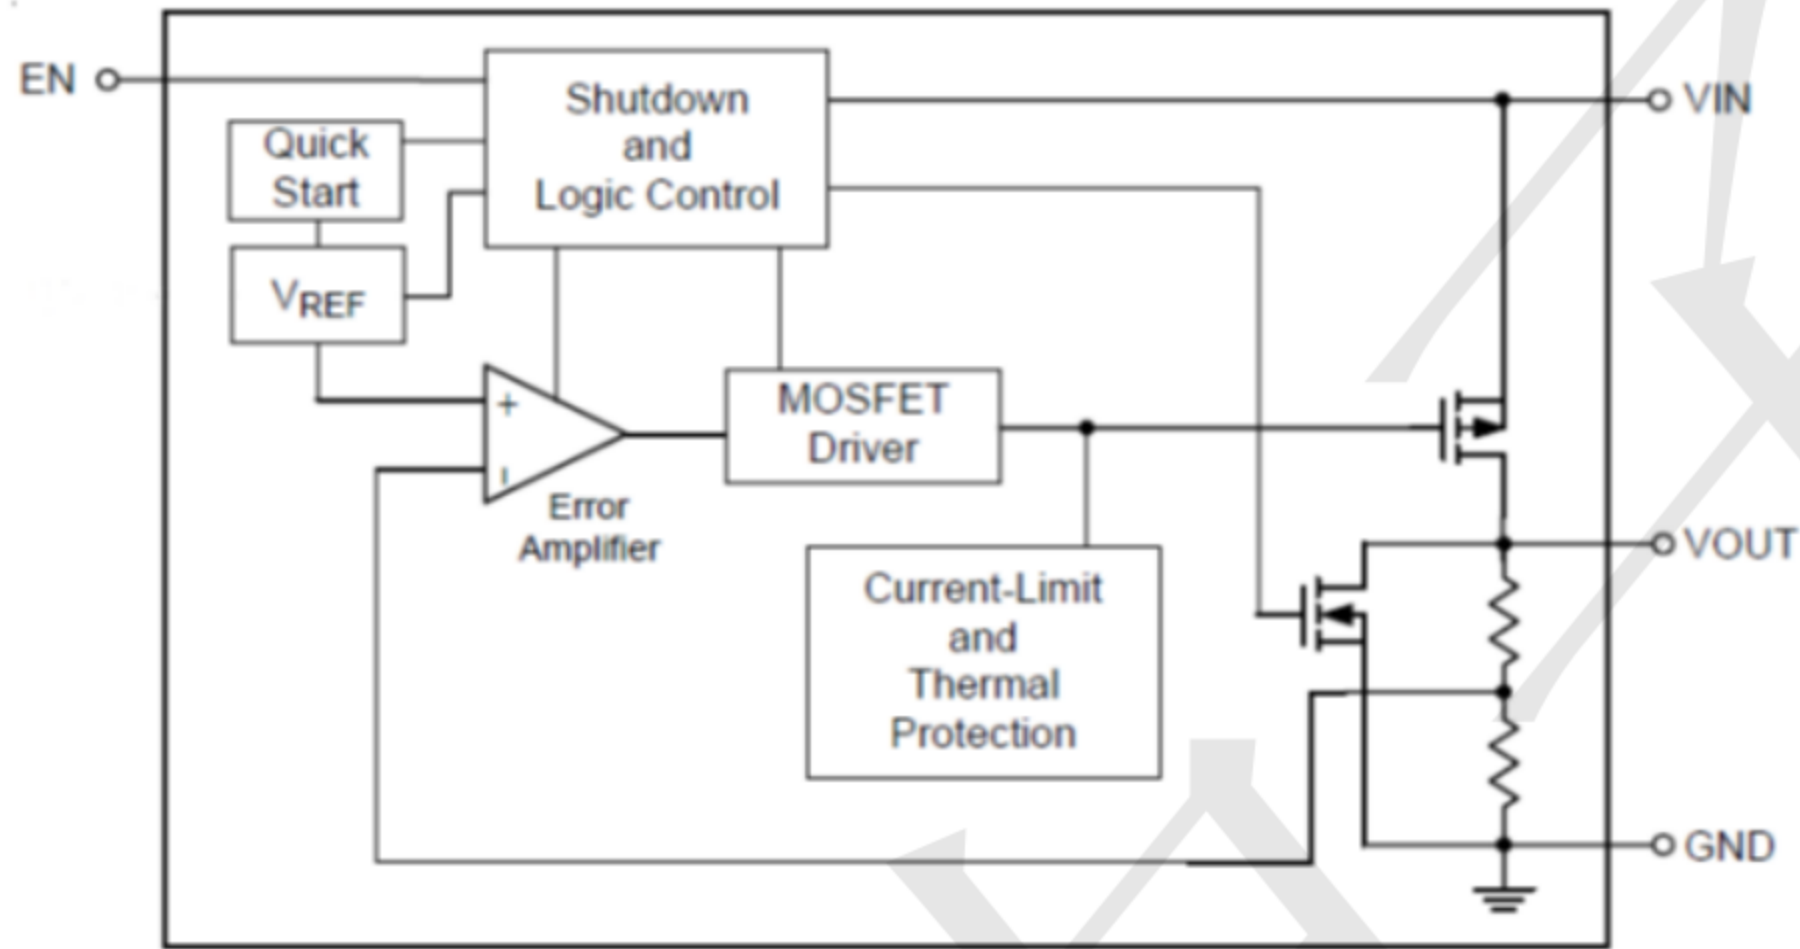 EN
Shutdown
and
Logic Control
VIN
Quick
Start
VREF
+
MOSFET
Driver
Error
Amplifier
VOUT
Current-Limit
and
Thermal
Protection
GND